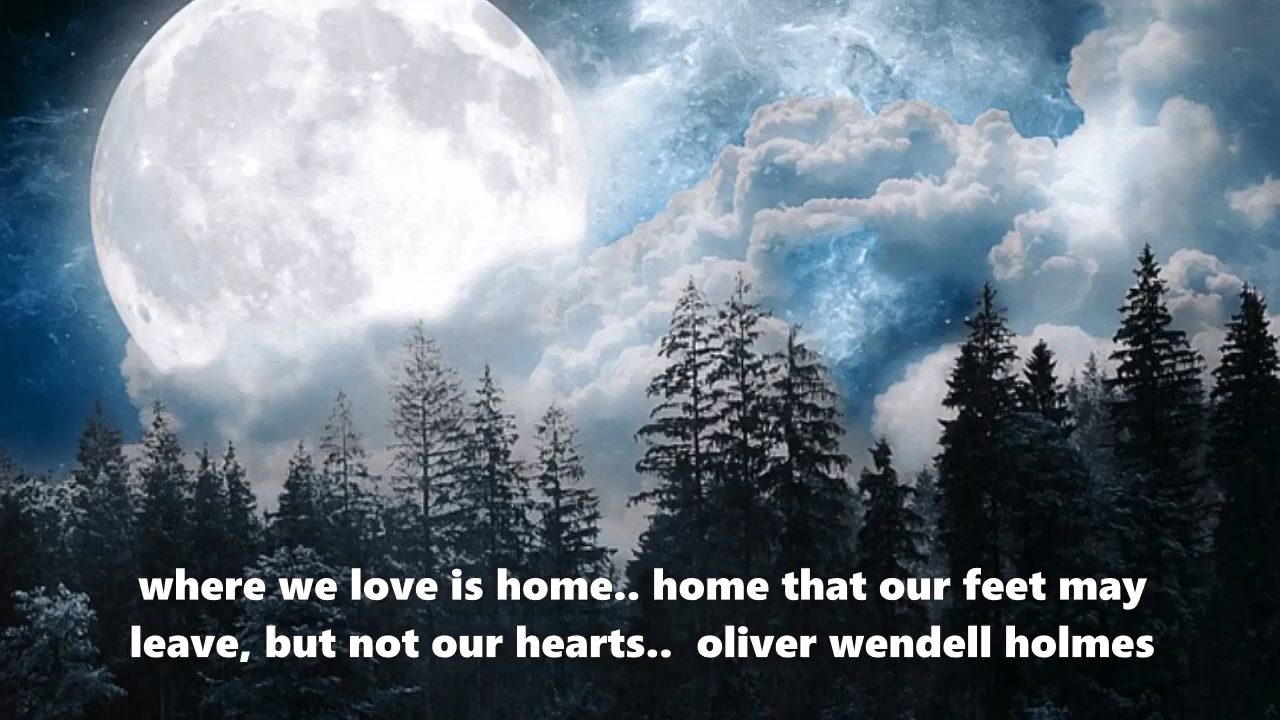 where we love is home.. home that our feet may
leave, but not our hearts..  oliver wendell holmes